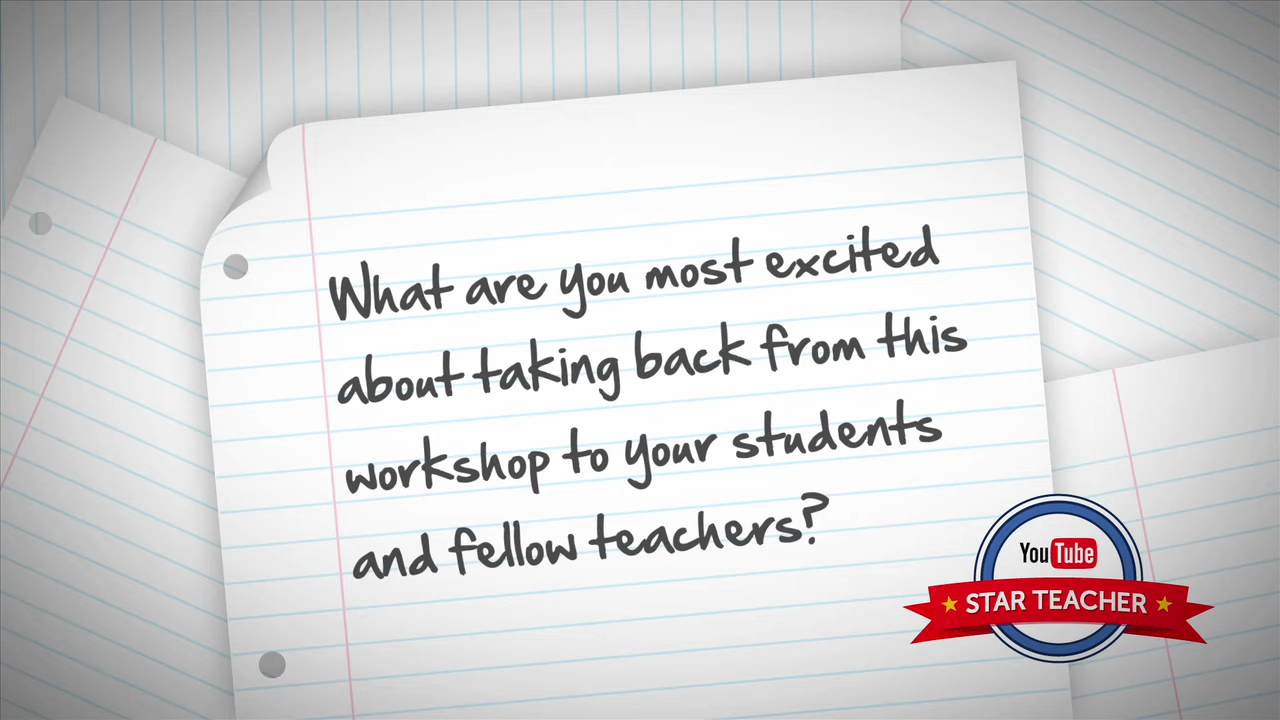 What are you most excited
about taking back from this
workshop to your students
and fellow teachers?
YouTube
STAR TEACHER